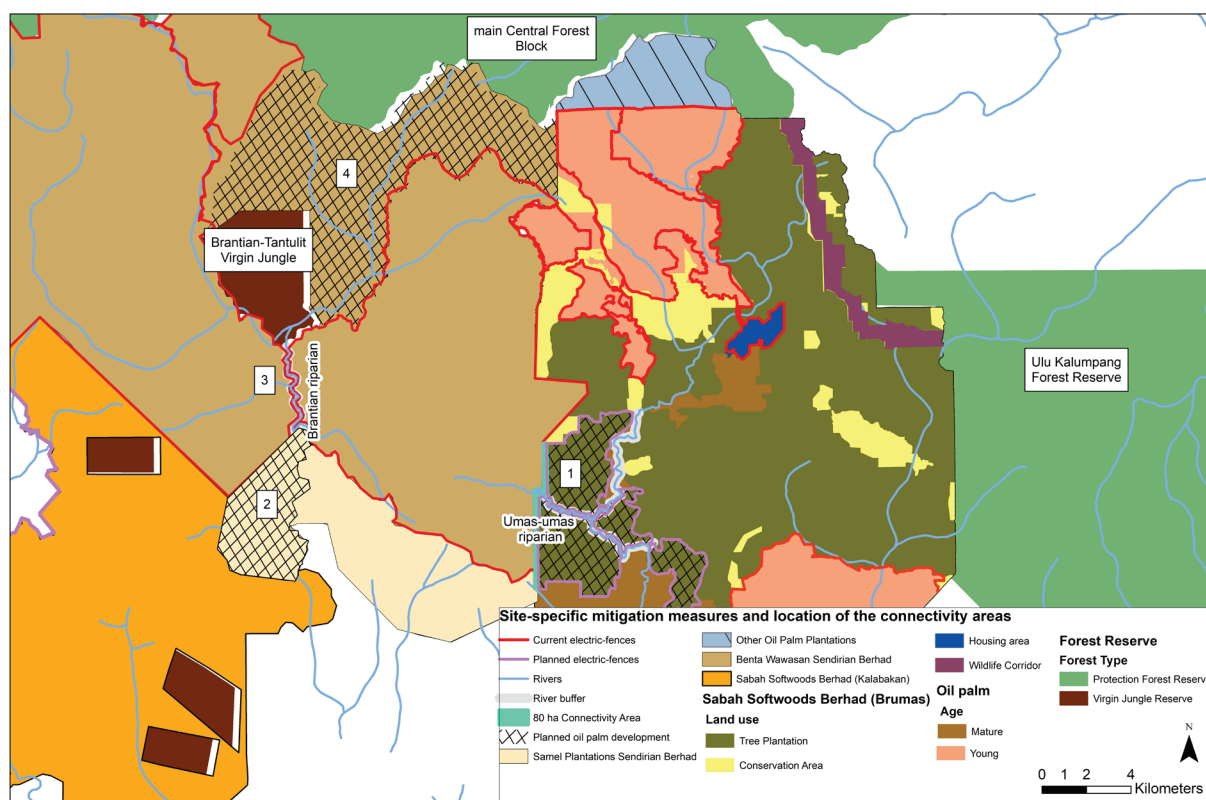 main Central Forest
Block
4
Brantian-Tantulit
Virgin Jungle
3
Brantian riparian
Ulu Kalumpang
Forest Reserve
1
2
Umas-umas
riparian
Site-specific mitigation measures and location of the connectivity areas
Current electric-fences
Planned electric-fences
Rivers
River buffer
80 ha Connectivity Area
Planned oil palm development
Samel Plantations Sendirian Berhad
Other Oil Palm Plantations
Benta Wawasan Sendirian Berhad
Sabah Softwoods Berhad (Kalabakan)
Sabah Softwoods Berhad (Brumas)
Land use
Tree Plantation
Conservation Area
Housing area
Wildlife Corridor
Oil palm
Age
Mature
Young
Forest Reserve
Forest Type
Protection Forest Reserve
Virgin Jungle Reserve
N
0 1 2 4
Kilometers